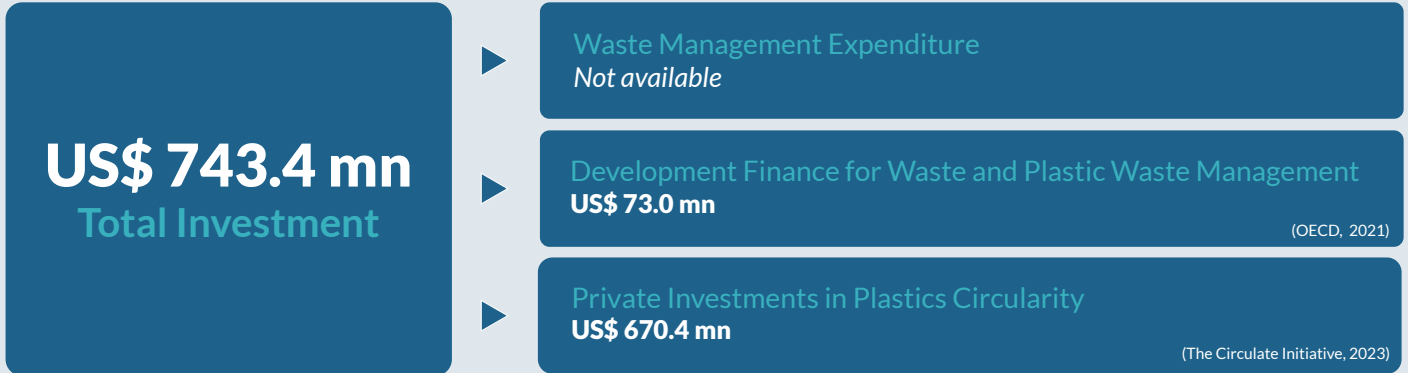 US$ 743.4 mn
Total Investment
Waste Management Expenditure
Not available
Development Finance for Waste and Plastic Waste Management
US$ 73.0 mn
(OECD, 2021)
Private Investments in Plastics Circularity
US$ 670.4 mn
(The Circulate Initiative, 2023)